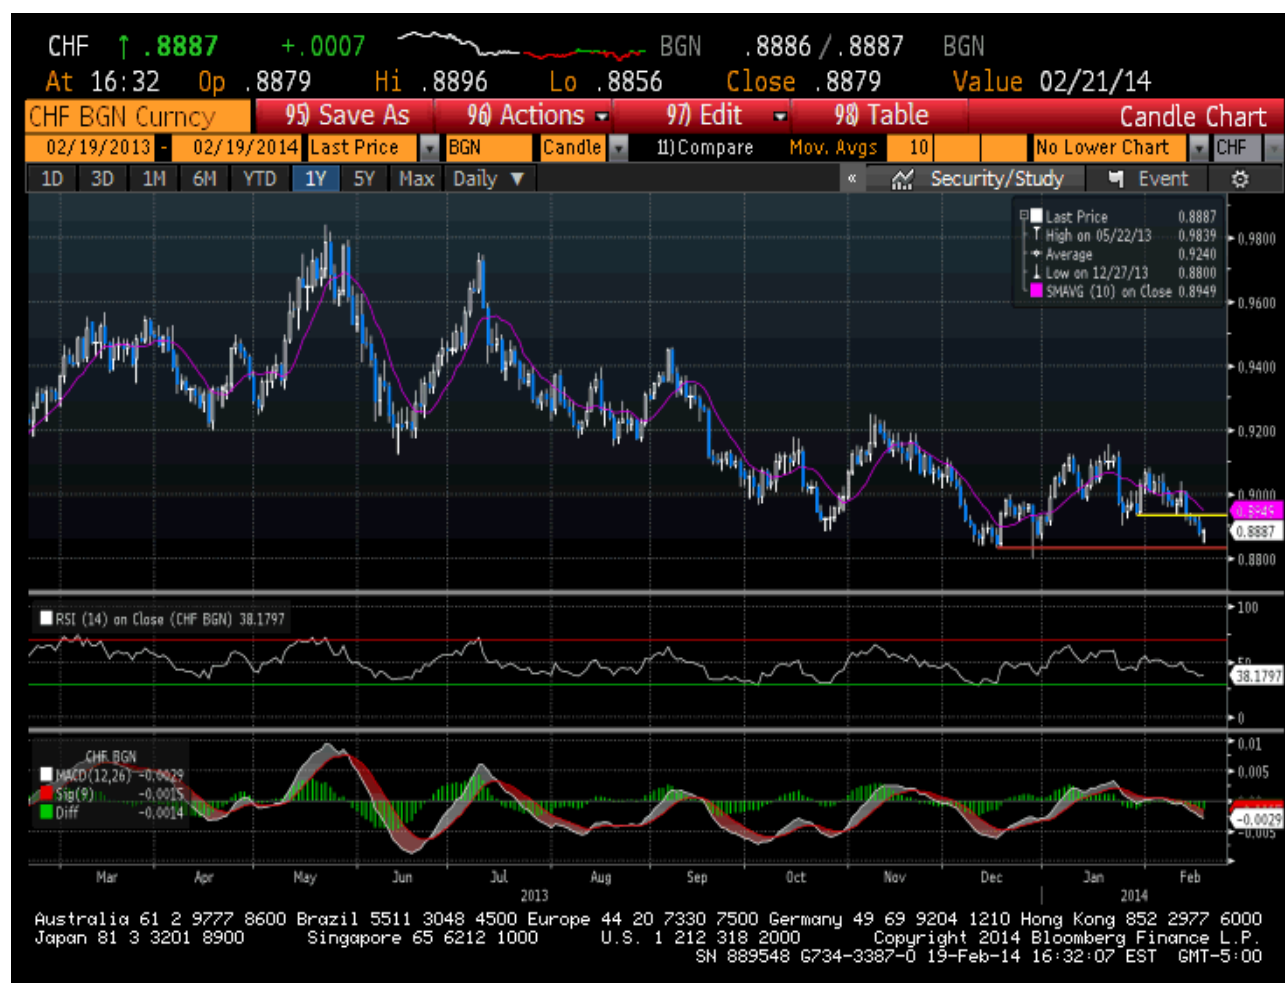 CHF ↑ .8887 +.0007 BGN .8886 / .8887 BGN
At 16:32 Op .8879 Hi .8896 Lo .8856 Close .8879 Value 02/21/14
CHF BGN Curncy 95) Save As 96) Actions 97) Edit 98) Table Candle Chart
02/19/2013 - 02/19/2014 Last Price BGN Candle 11) Compare Mov. Avgs 10 No Lower Chart CHF
1D 3D 1M 6M YTD 1Y 5Y Max Daily ▼ « Security/Study Event
Last Price 0.8887
High on 05/22/13 0.9839
Average 0.9240
Low on 12/27/13 0.8800
SMAVG (10) on Close 0.8949
0.9800
0.9600
0.9400
0.9200
0.9000
0.8949
0.8887
0.8800
RSI (14) on Close (CHF BGN) 38.1797
100
50
38.1797
0
CHF BGN
MACD(12,26) -0.0029
Sig(9) -0.0015
Diff -0.0014
0.01
0.005
-0.0029
-0.005
Mar Apr May Jun Jul Aug Sep Oct Nov Dec Jan Feb
2013 2014
Australia 61 2 9777 8600 Brazil 5511 3048 4500 Europe 44 20 7330 7500 Germany 49 69 9204 1210 Hong Kong 852 2977 6000
Japan 81 3 3201 8900 Singapore 65 6212 1000 U.S. 1 212 318 2000 Copyright 2014 Bloomberg Finance L.P.
SN 889548 G734-3387-0 19-Feb-14 16:32:07 EST GMT-5:00